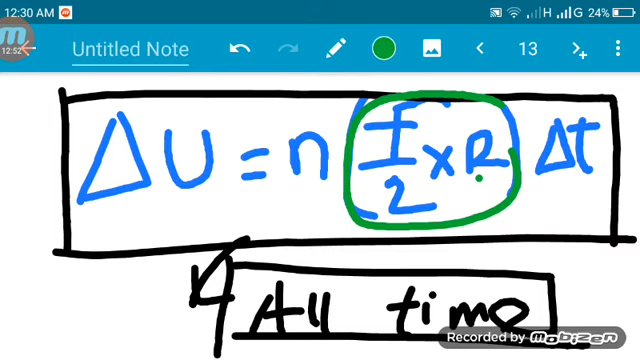 12:30 AM H G 24%
12:52 Untitled Note 13
ΔU = n (I/2 × R) Δt
All time
Recorded by
mobizen